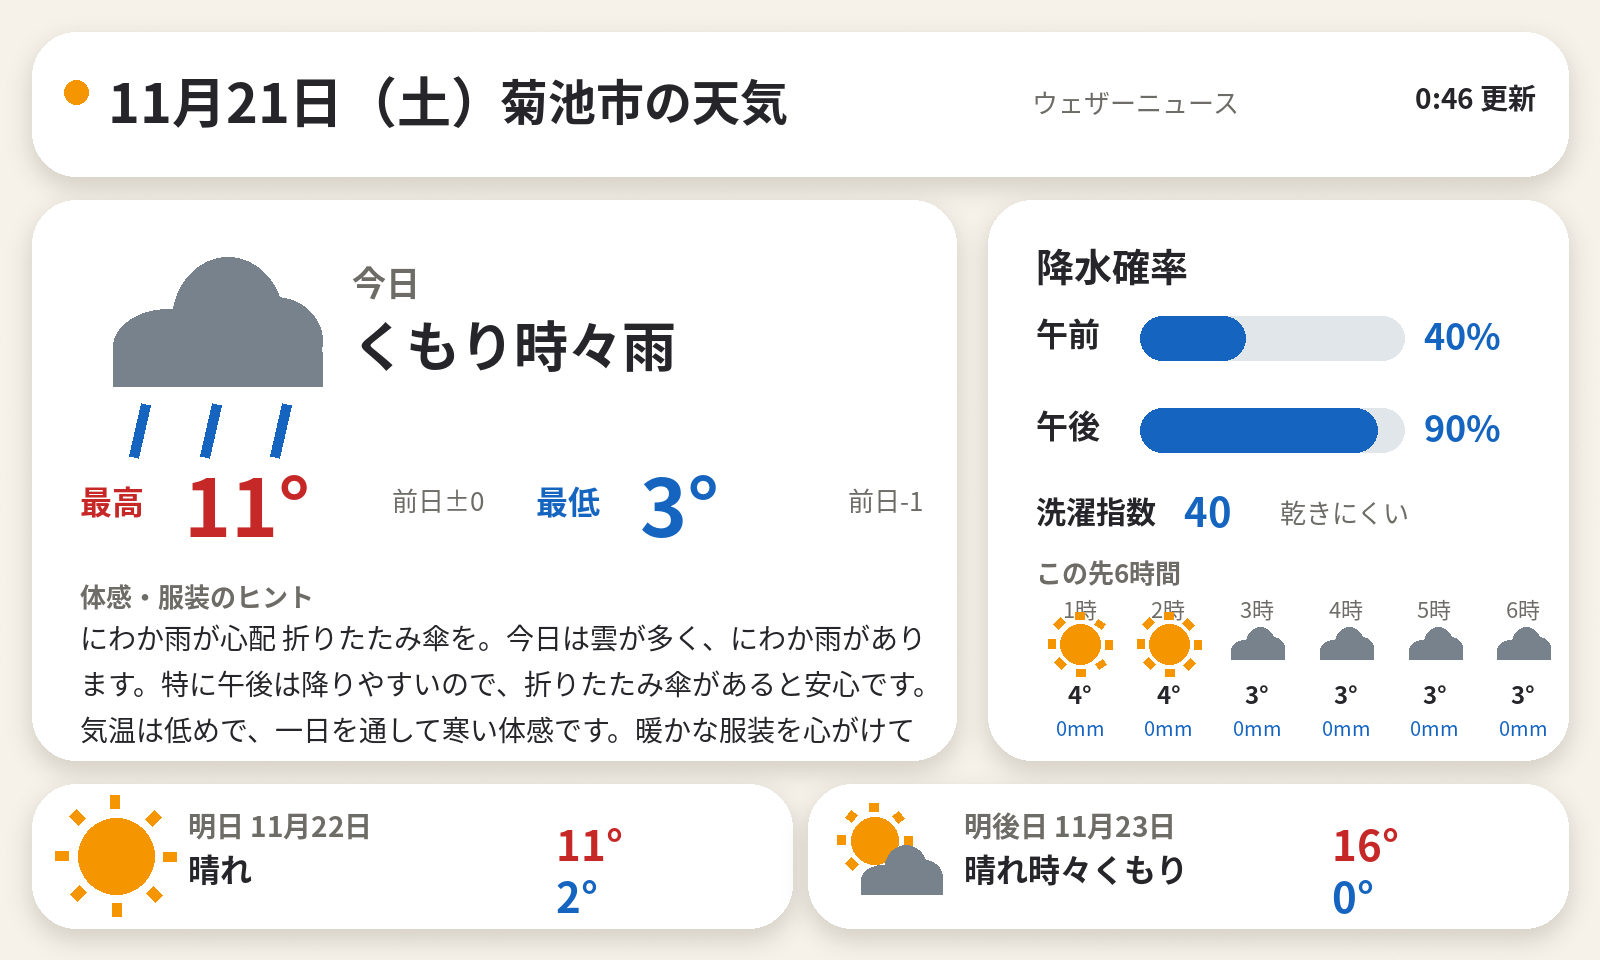 11月21日（土）菊池市の天気
ウェザーニュース
0:46 更新
今日
くもり時々雨
最高 11° 前日±0 最低 3° 前日-1
体感・服装のヒント
にわか雨が心配 折りたたみ傘を。今日は雲が多く、にわか雨があり
ます。特に午後は降りやすいので、折りたたみ傘があると安心です。
気温は低めで、一日を通して寒い体感です。暖かな服装を心がけて
降水確率
午前 40%
午後 90%
洗濯指数 40 乾きにくい
この先6時間
1時 2時 3時 4時 5時 6時
4° 4° 3° 3° 3° 3°
0mm 0mm 0mm 0mm 0mm 0mm
明日 11月22日
晴れ
11°
2°
明後日 11月23日
晴れ時々くもり
16°
0°